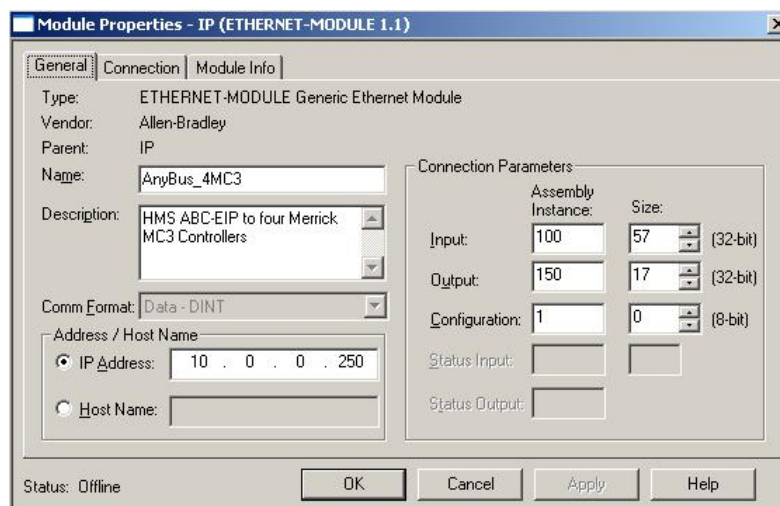 Module Properties - IP (ETHERNET-MODULE 1.1)
General
Connection
Module Info
Type: ETHERNET-MODULE Generic Ethernet Module
Vendor: Allen-Bradley
Parent: IP
Name: AnyBus_4MC3
Description: HMS ABC-EIP to four Merrick
MC3 Controllers
Comm Format: Data - DINT
Address / Host Name
IP Address: 10 . 0 . 0 . 250
Host Name:
Connection Parameters
Assembly
Instance:
Size:
Input: 100 57 (32-bit)
Output: 150 17 (32-bit)
Configuration: 1 0 (8-bit)
Status Input:
Status Output:
Status: Offline
OK
Cancel
Apply
Help